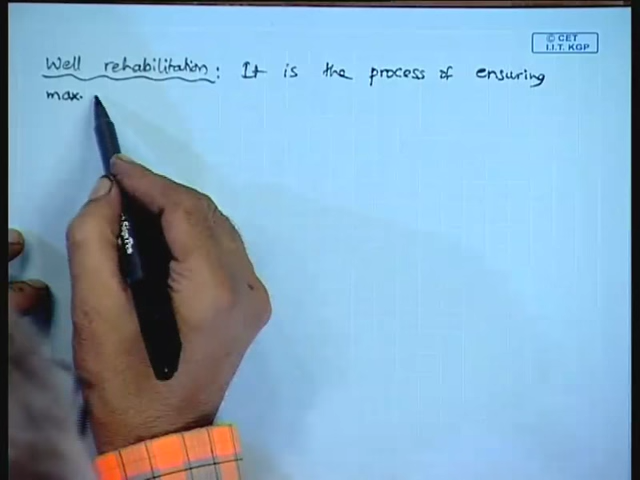 © CET
I.I.T. KGP
Well rehabilitation : It is the process of ensuring
max.